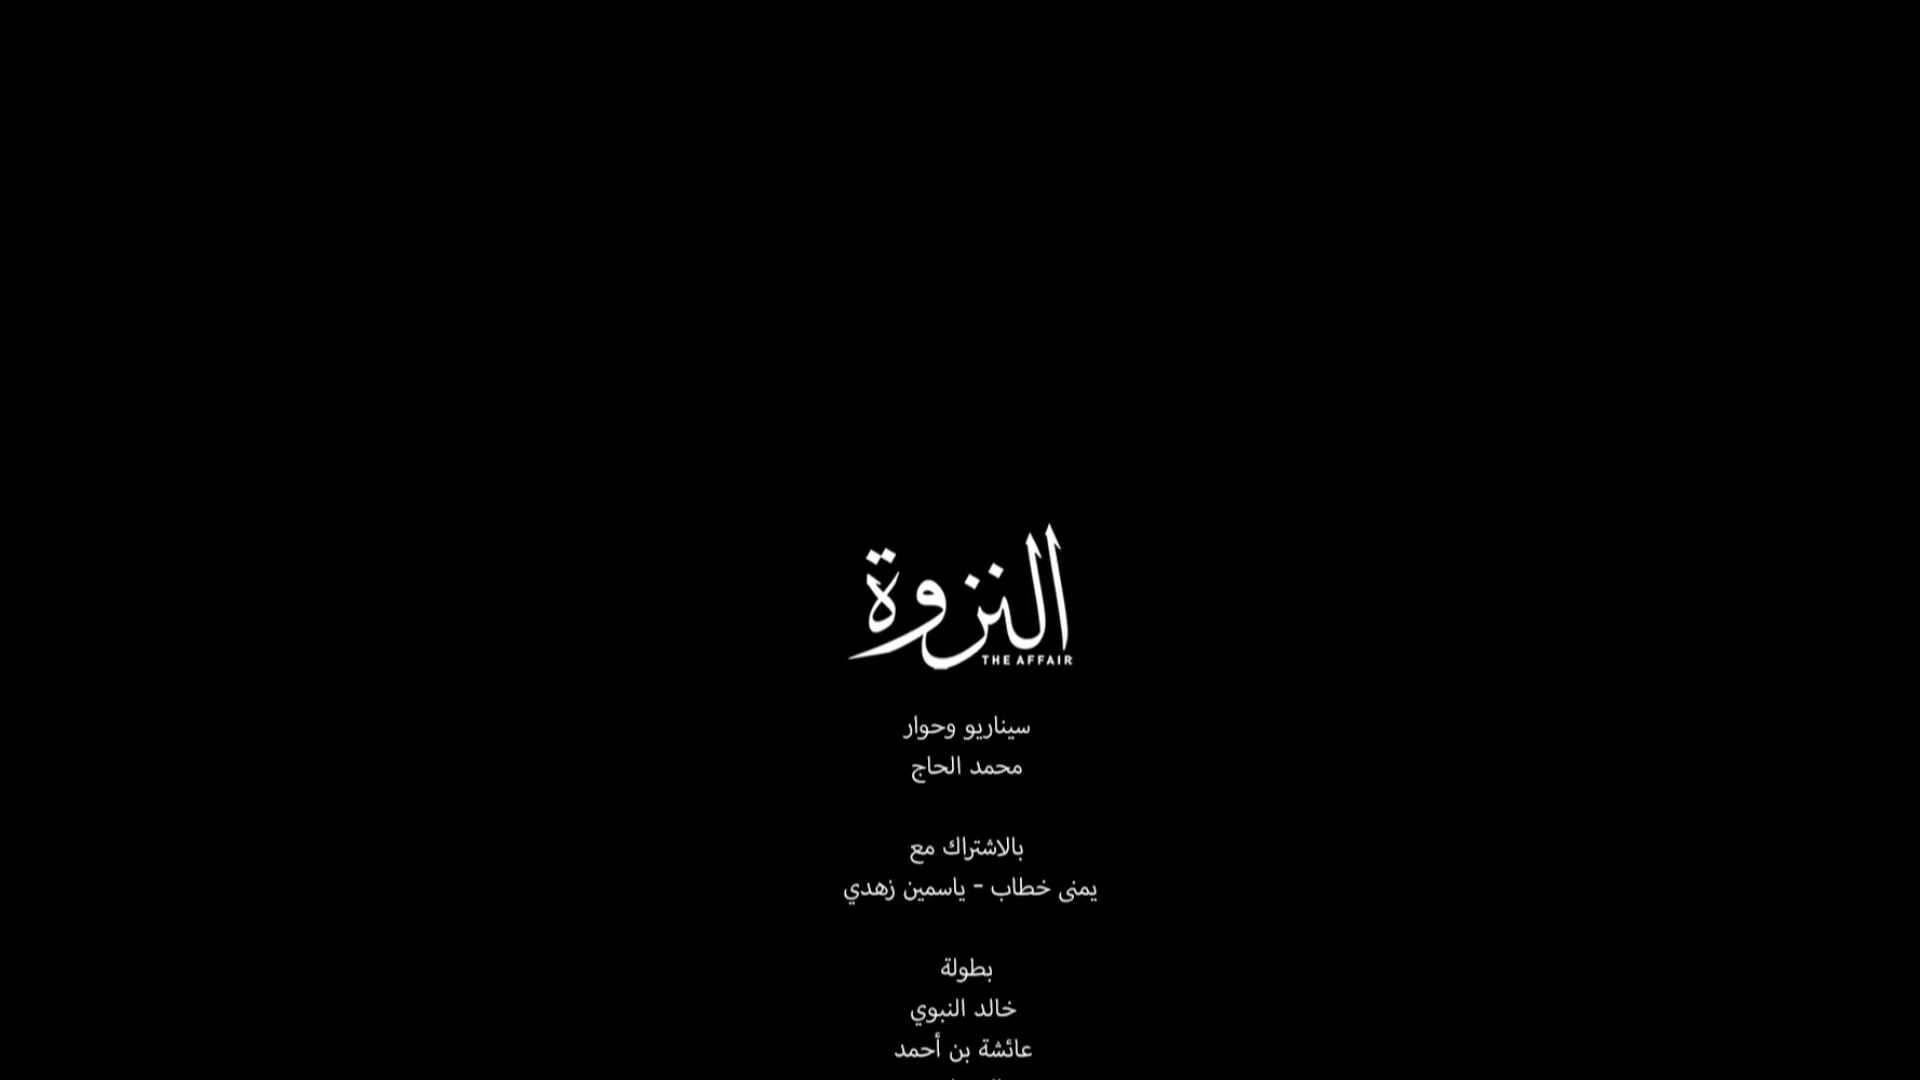 النزوة
THE AFFAIR
سيناريو وحوار
محمد الحاج
بالاشتراك مع
يمنى خطاب - ياسمين زهدي
بطولة
خالد النبوي
عائشة بن أحمد